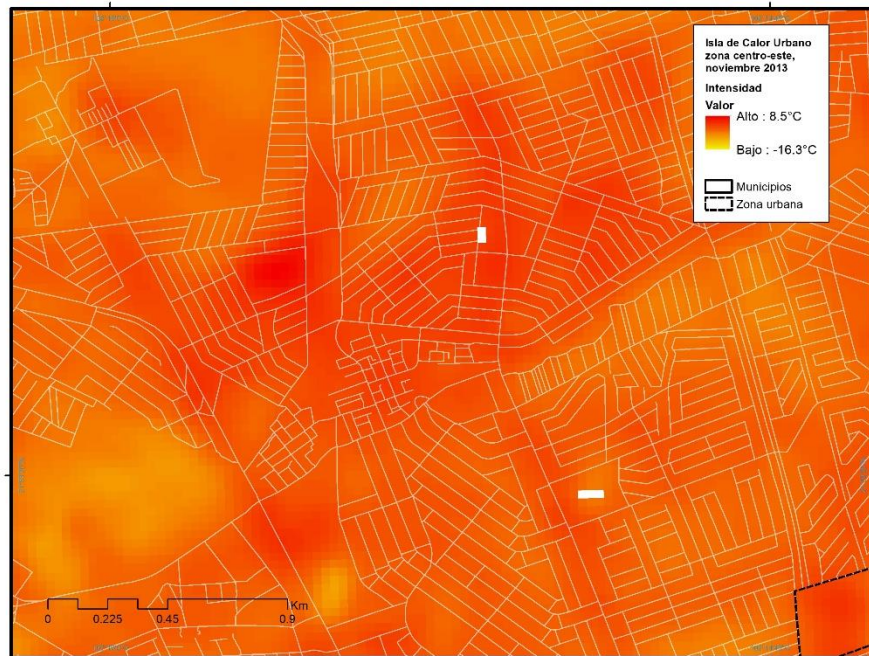 Isla de Calor Urbano
zona centro-este,
noviembre 2013
Intensidad
Valor
Alto : 8.5°C
Bajo : -16.3°C
Municipios
Zona urbana
Km
0 0.225 0.45 0.9